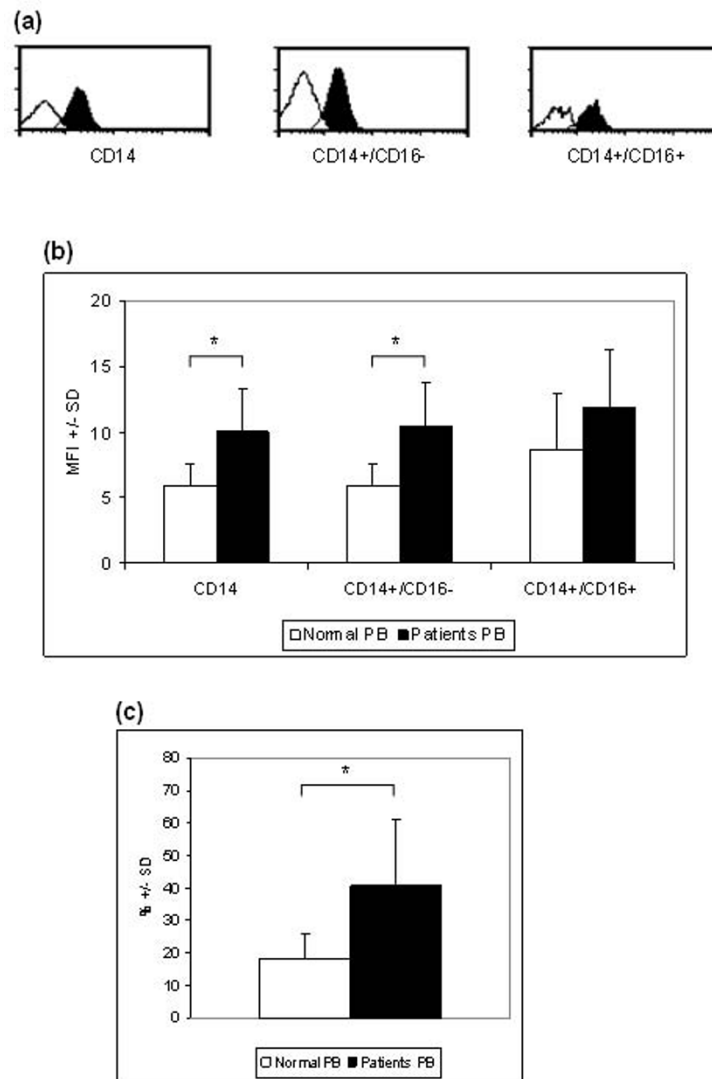 (a)
CD14 CD14+/CD16- CD14+/CD16+
(b)
20
15
10
5
0
MFI +/- SD
* *
CD14 CD14+/CD16- CD14+/CD16+
Normal PB Patients PB
(c)
80
70
60
50
40
30
20
10
0
% +/- SD
*
Normal PB Patients PB